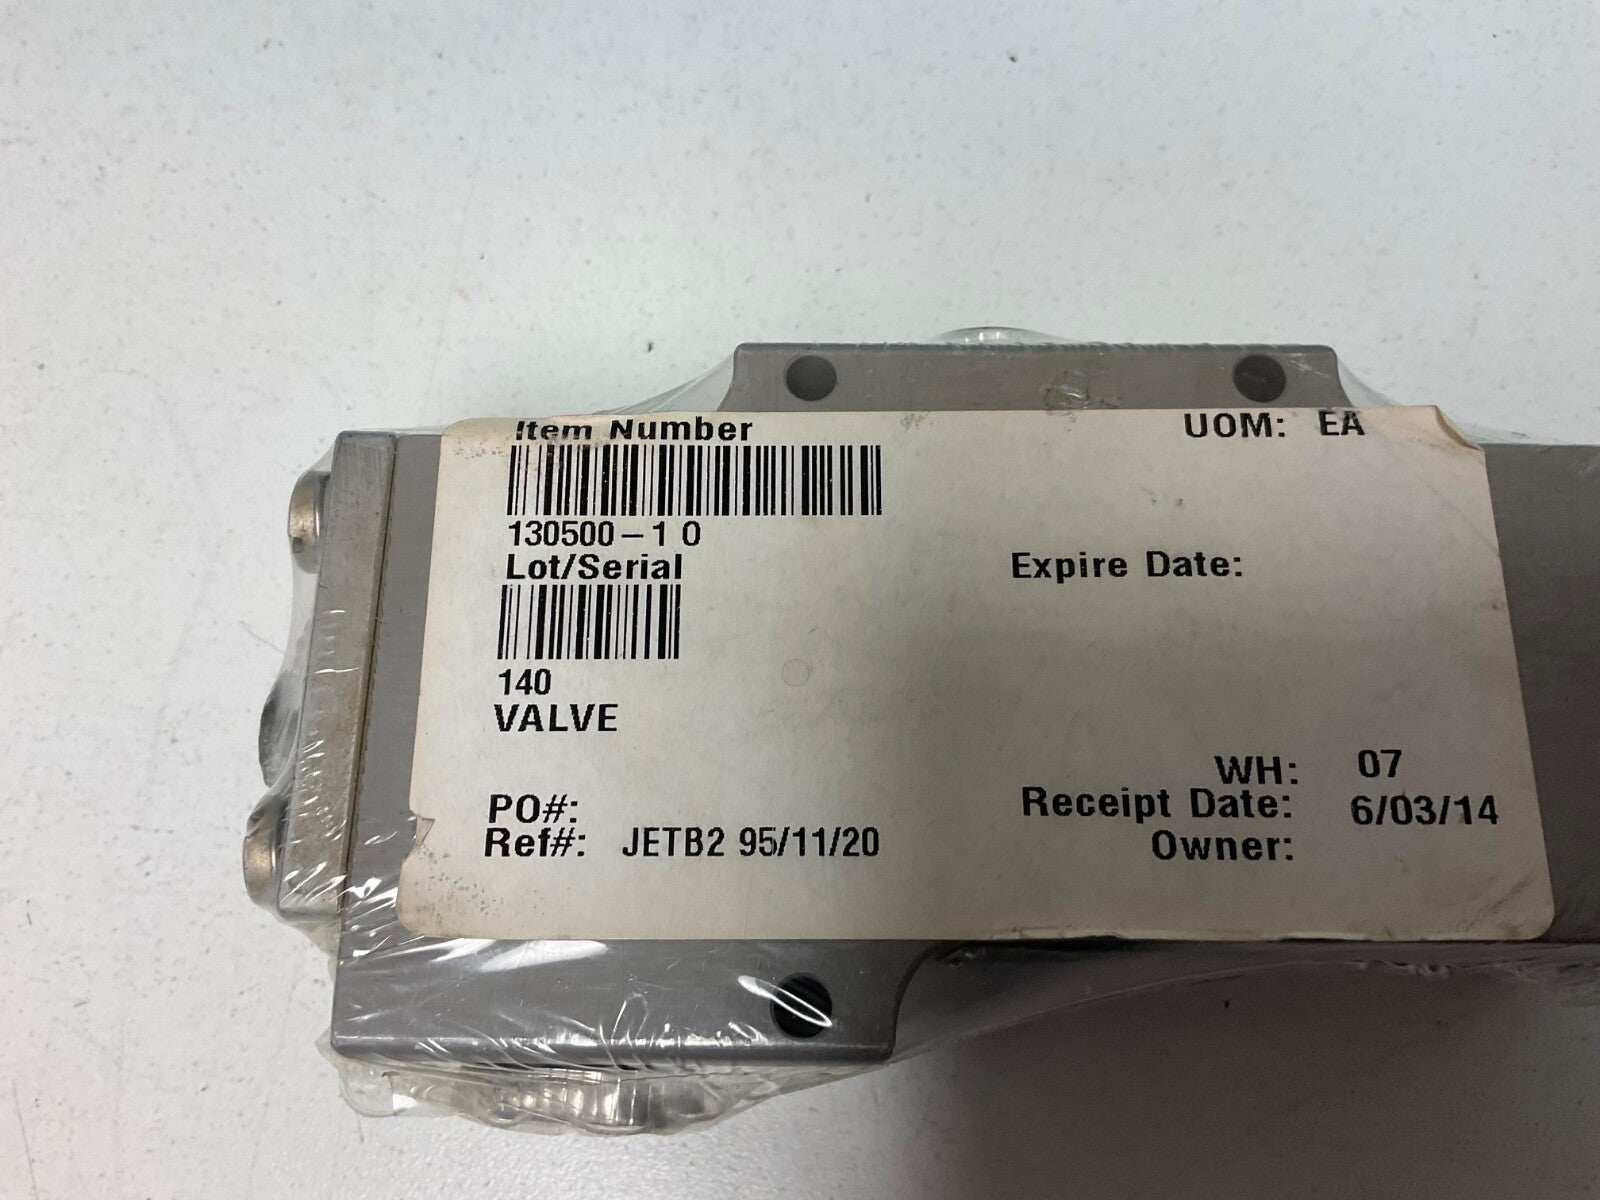 Item Number UOM: EA
130500-1 0
Lot/Serial Expire Date:
140
VALVE
WH: 07
PO#: Receipt Date: 6/03/14
Ref#: JETB2 95/11/20 Owner: